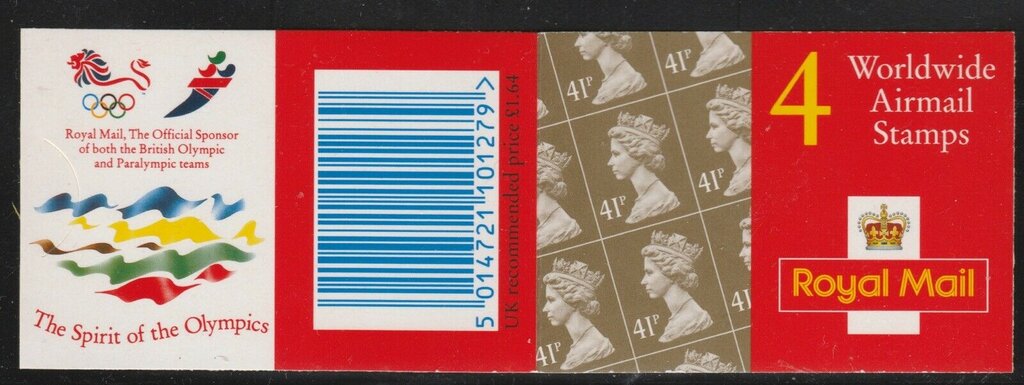 Royal Mail, The Official Sponsor
of both the British Olympic
and Paralympic teams
The Spirit of the Olympics
5 014721 101279 >
UK recommended price £1.64
41P
41P
41P
41P
41P
41P
41
4
Worldwide
Airmail
Stamps
Royal Mail